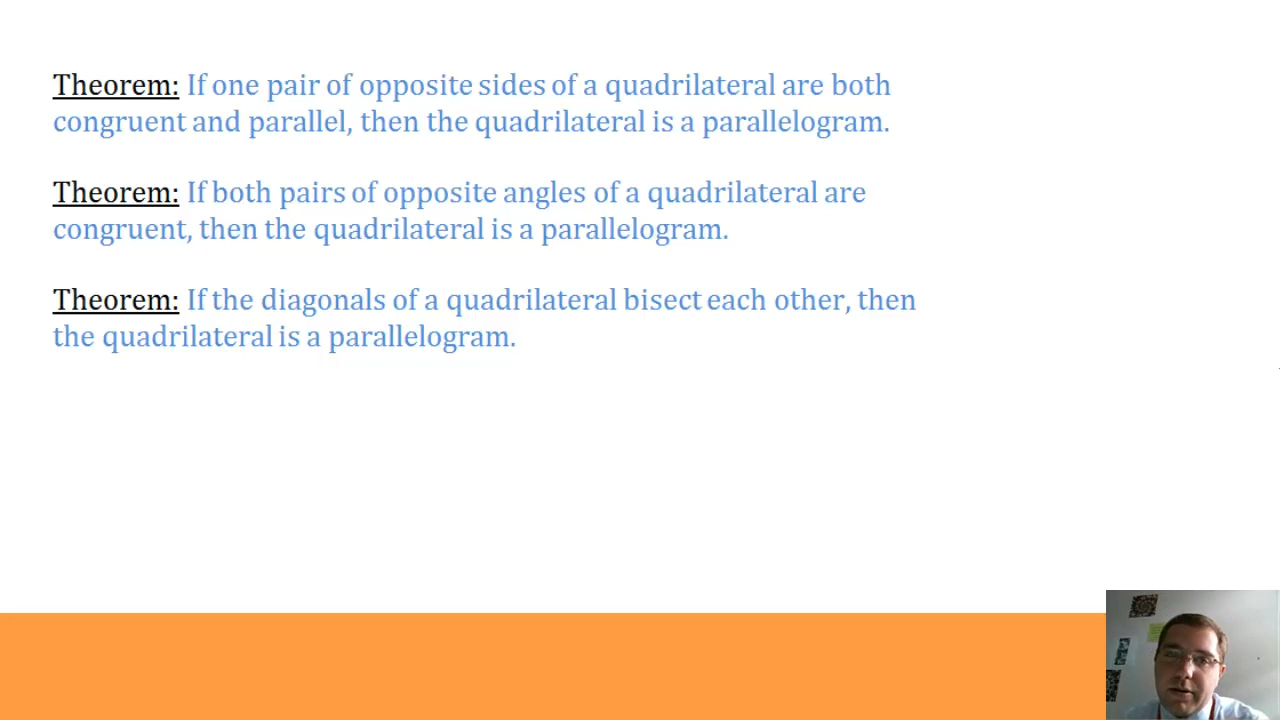 Theorem: If one pair of opposite sides of a quadrilateral are both
congruent and parallel, then the quadrilateral is a parallelogram.
Theorem: If both pairs of opposite angles of a quadrilateral are
congruent, then the quadrilateral is a parallelogram.
Theorem: If the diagonals of a quadrilateral bisect each other, then
the quadrilateral is a parallelogram.